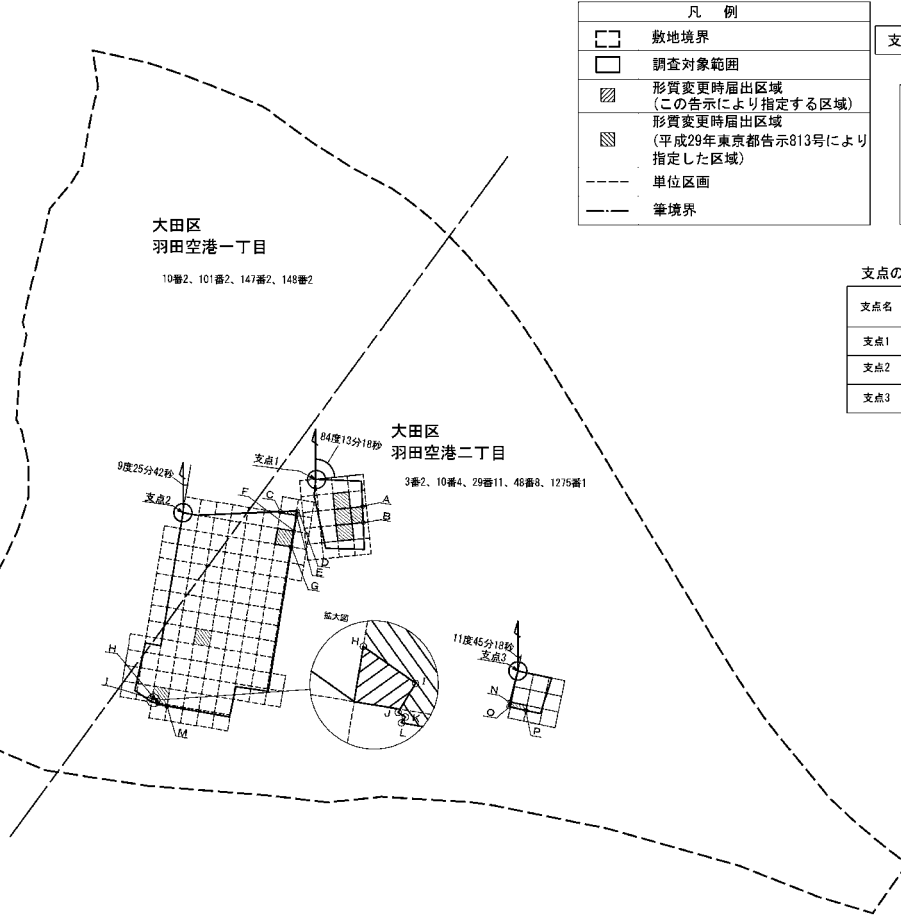 凡 例
敷地境界
調査対象範囲
形質変更時届出区域
(この告示により指定する区域)
形質変更時届出区域
(平成29年東京都告示813号により
指定した区域)
単位区画
筆境界
支
支点の
支点名
支点1
支点2
支点3
大田区
羽田空港一丁目
10番2、101番2、147番2、148番2
大田区
羽田空港二丁目
3番2、10番4、29番11、48番8、1275番1
84度13分18秒
支点1
9度25分42秒
支点2
F
C
A
B
D
E
G
拡大図
H
I
J
K
L
H
I
M
11度45分18秒
支点3
N
O
P